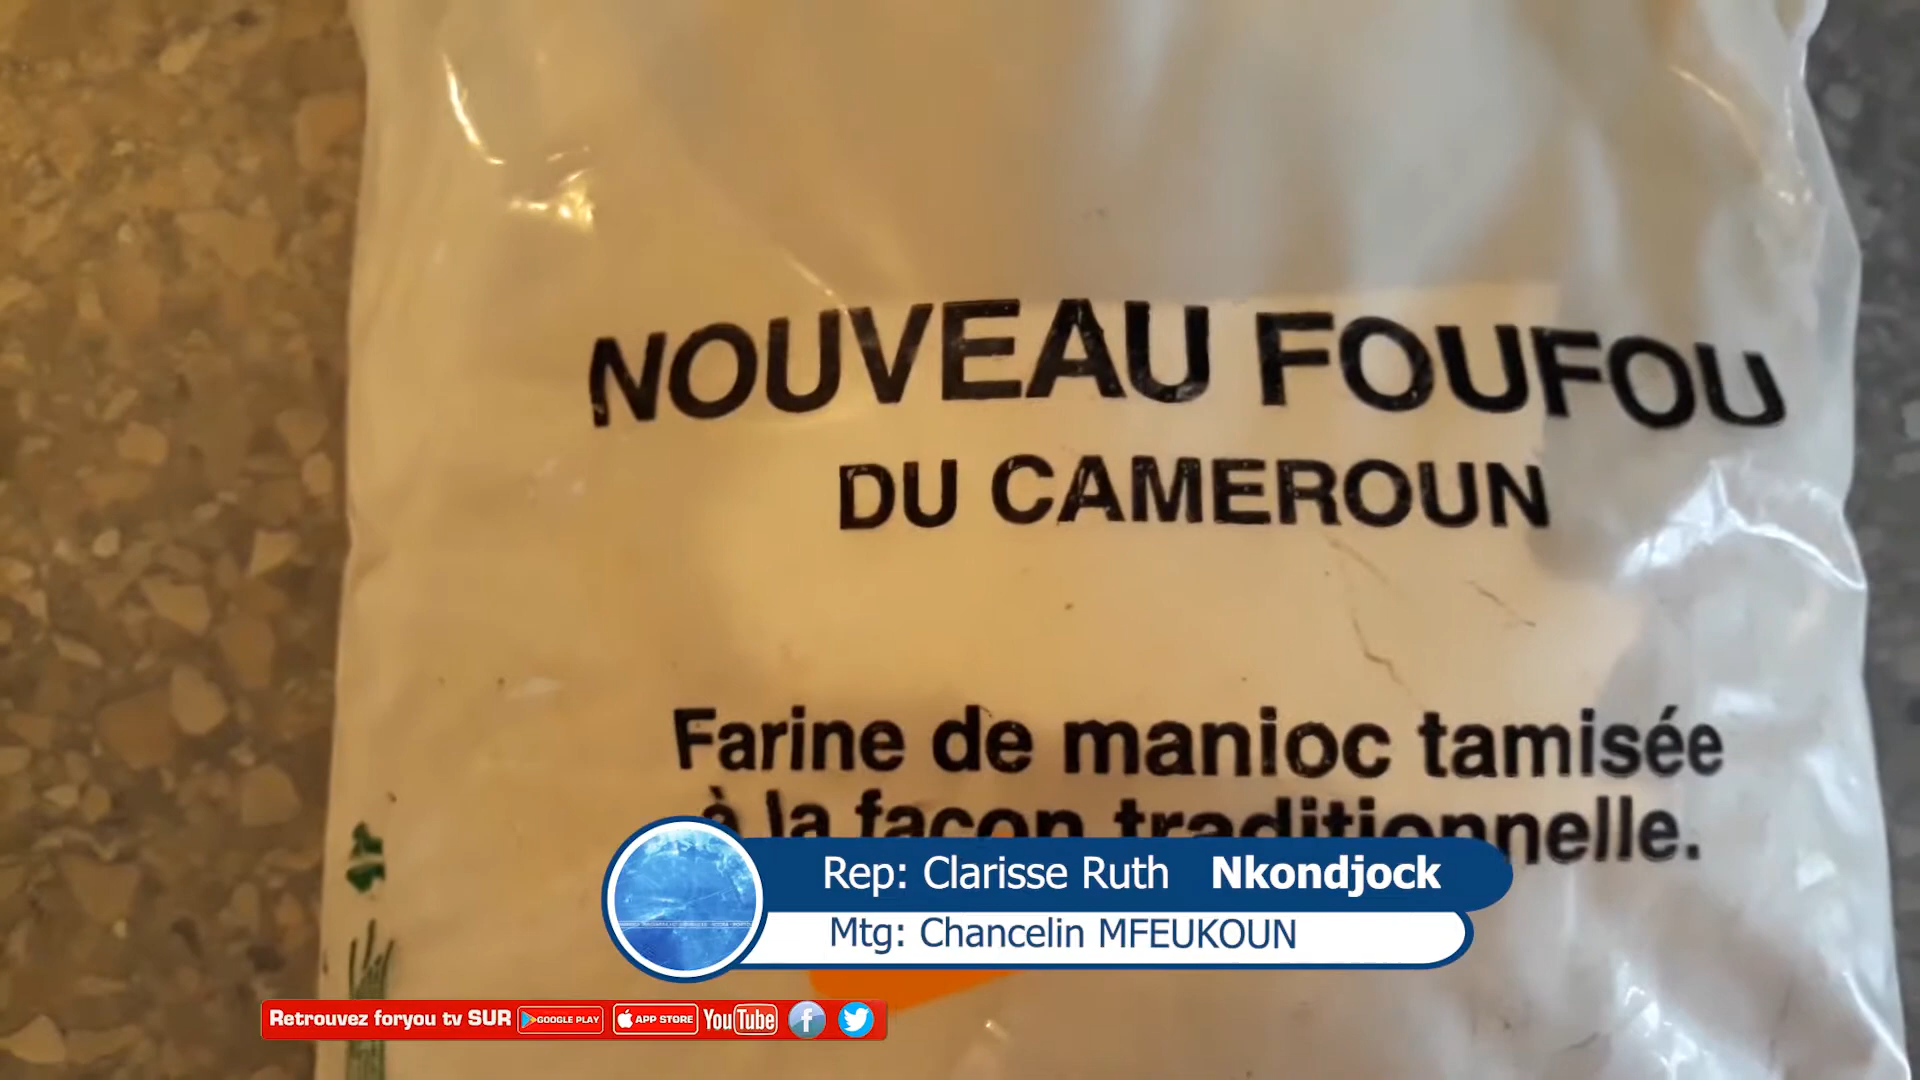 NOUVEAU FOUFOU
DU CAMEROUN
Farine de manioc tamisée
à la façon traditionnelle.
Rep: Clarisse Ruth Nkondjock
Mtg: Chancelin MFEUKOUN
Retrouvez foryou tv SUR GOOGLE PLAY APP STORE YouTube